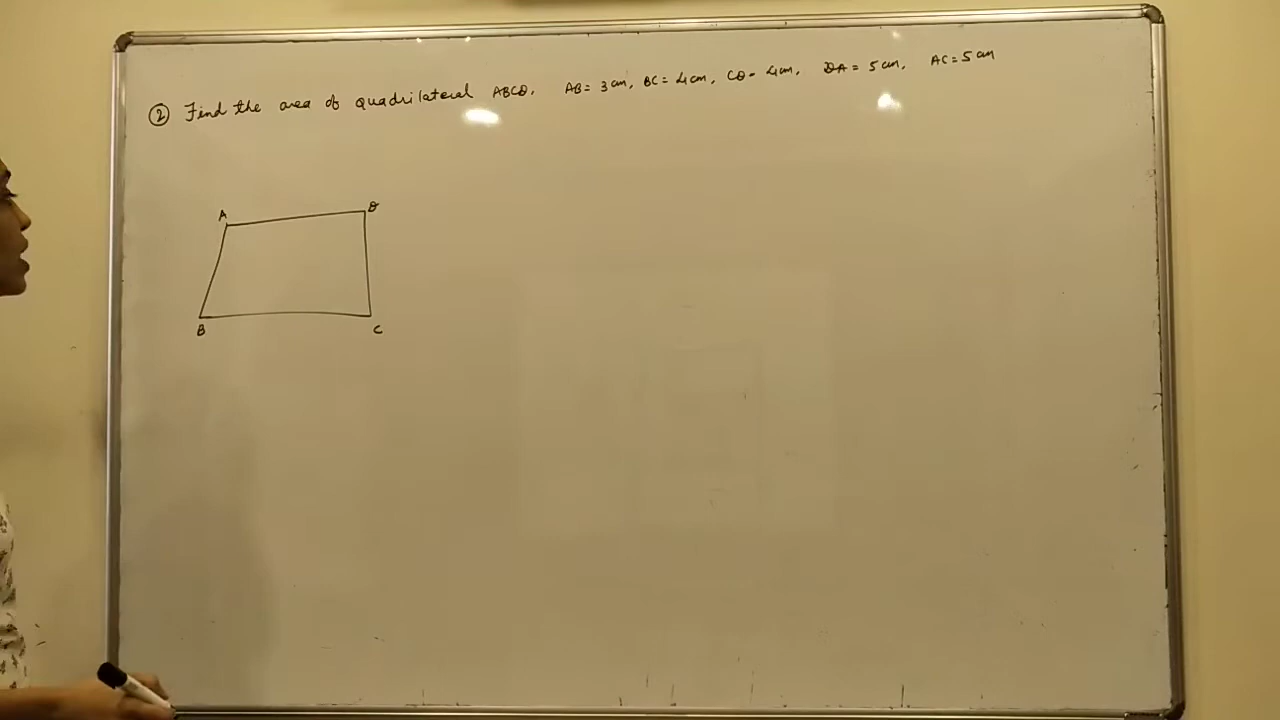 ② Find the area of quadrilateral ABCD, AB = 3 cm, BC = 4 cm, CD = 4 cm, DA = 5 cm, AC = 5 cm
A D
B C